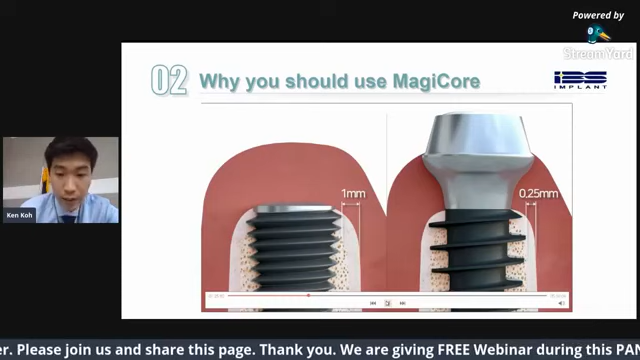 Powered by
StreamYard
02 Why you should use MagiCore
IBS
IMPLANT
1mm
0.25mm
Ken Koh
er. Please join us and share this page. Thank you. We are giving FREE Webinar during this PAN